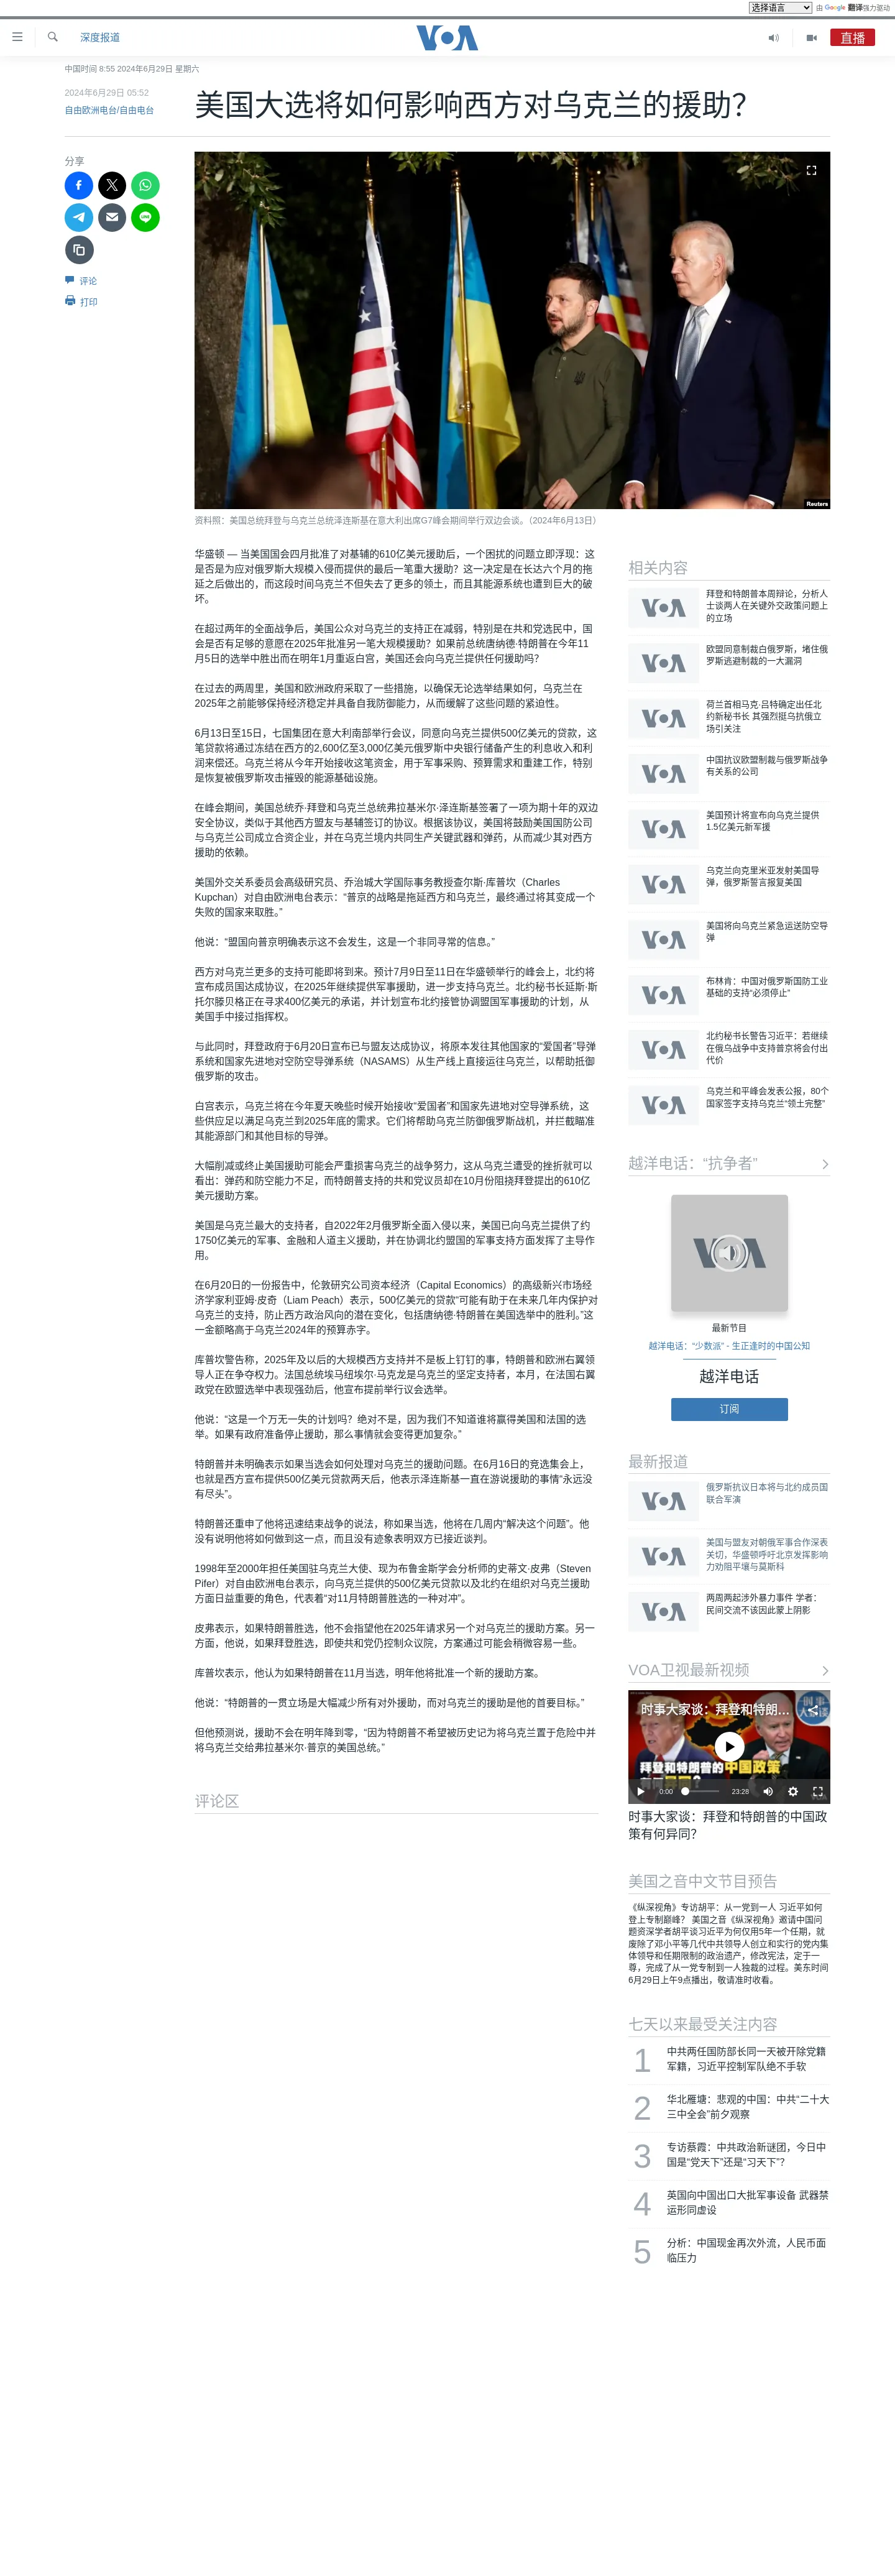 选择语言
由 Google 翻译强力驱动
深度报道
VOA
直播
中国时间 8:55 2024年6月29日 星期六
2024年6月29日 05:52
自由欧洲电台/自由电台
美国大选将如何影响西方对乌克兰的援助？
分享
评论
打印
Reuters
资料照：美国总统拜登与乌克兰总统泽连斯基在意大利出席G7峰会期间举行双边会谈。（2024年6月13日）
华盛顿 — 当美国国会四月批准了对基辅的610亿美元援助后，一个困扰的问题立即浮现：这
是否是为应对俄罗斯大规模入侵而提供的最后一笔重大援助？这一决定是在长达六个月的拖
延之后做出的，而这段时间乌克兰不但失去了更多的领土，而且其能源系统也遭到巨大的破
坏。
在超过两年的全面战争后，美国公众对乌克兰的支持正在减弱，特别是在共和党选民中，国
会是否有足够的意愿在2025年批准另一笔大规模援助？如果前总统唐纳德·特朗普在今年11
月5日的选举中胜出而在明年1月重返白宫，美国还会向乌克兰提供任何援助吗？
在过去的两周里，美国和欧洲政府采取了一些措施，以确保无论选举结果如何，乌克兰在
2025年之前能够保持经济稳定并具备自我防御能力，从而缓解了这些问题的紧迫性。
6月13日至15日，七国集团在意大利南部举行会议，同意向乌克兰提供500亿美元的贷款，这
笔贷款将通过冻结在西方的2,600亿至3,000亿美元俄罗斯中央银行储备产生的利息收入和利
润来偿还。乌克兰将从今年开始接收这笔资金，用于军事采购、预算需求和重建工作，特别
是恢复被俄罗斯攻击摧毁的能源基础设施。
在峰会期间，美国总统乔·拜登和乌克兰总统弗拉基米尔·泽连斯基签署了一项为期十年的双边
安全协议，类似于其他西方盟友与基辅签订的协议。根据该协议，美国将鼓励美国国防公司
与乌克兰公司成立合资企业，并在乌克兰境内共同生产关键武器和弹药，从而减少其对西方
援助的依赖。
美国外交关系委员会高级研究员、乔治城大学国际事务教授查尔斯·库普坎（Charles
Kupchan）对自由欧洲电台表示：“普京的战略是拖延西方和乌克兰，最终通过将其变成一个
失败的国家来取胜。”
他说：“盟国向普京明确表示这不会发生，这是一个非同寻常的信息。”
西方对乌克兰更多的支持可能即将到来。预计7月9日至11日在华盛顿举行的峰会上，北约将
宣布成员国达成协议，在2025年继续提供军事援助，进一步支持乌克兰。北约秘书长延斯·斯
托尔滕贝格正在寻求400亿美元的承诺，并计划宣布北约接管协调盟国军事援助的计划，从
美国手中接过指挥权。
与此同时，拜登政府于6月20日宣布已与盟友达成协议，将原本发往其他国家的“爱国者”导弹
系统和国家先进地对空防空导弹系统（NASAMS）从生产线上直接运往乌克兰，以帮助抵御
俄罗斯的攻击。
白宫表示，乌克兰将在今年夏天晚些时候开始接收“爱国者”和国家先进地对空导弹系统，这
些供应足以满足乌克兰到2025年底的需求。它们将帮助乌克兰防御俄罗斯战机，并拦截瞄准
其能源部门和其他目标的导弹。
大幅削减或终止美国援助可能会严重损害乌克兰的战争努力，这从乌克兰遭受的挫折就可以
看出：弹药和防空能力不足，而特朗普支持的共和党议员却在10月份阻挠拜登提出的610亿
美元援助方案。
美国是乌克兰最大的支持者，自2022年2月俄罗斯全面入侵以来，美国已向乌克兰提供了约
1750亿美元的军事、金融和人道主义援助，并在协调北约盟国的军事支持方面发挥了主导作
用。
在6月20日的一份报告中，伦敦研究公司资本经济（Capital Economics）的高级新兴市场经
济学家利亚姆·皮奇（Liam Peach）表示，500亿美元的贷款“可能有助于在未来几年内保护对
乌克兰的支持，防止西方政治风向的潜在变化，包括唐纳德·特朗普在美国选举中的胜利。”这
一金额略高于乌克兰2024年的预算赤字。
库普坎警告称，2025年及以后的大规模西方支持并不是板上钉钉的事，特朗普和欧洲右翼领
导人正在争夺权力。法国总统埃马纽埃尔·马克龙是乌克兰的坚定支持者，本月，在法国右翼
政党在欧盟选举中表现强劲后，他宣布提前举行议会选举。
他说：“这是一个万无一失的计划吗？绝对不是，因为我们不知道谁将赢得美国和法国的选
举。如果有政府准备停止援助，那么事情就会变得更加复杂。”
特朗普并未明确表示如果当选会如何处理对乌克兰的援助问题。在6月16日的竞选集会上，
也就是西方宣布提供500亿美元贷款两天后，他表示泽连斯基一直在游说援助的事情“永远没
有尽头”。
特朗普还重申了他将迅速结束战争的说法，称如果当选，他将在几周内“解决这个问题”。他
没有说明他将如何做到这一点，而且没有迹象表明双方已接近谈判。
1998年至2000年担任美国驻乌克兰大使、现为布鲁金斯学会分析师的史蒂文·皮弗（Steven
Pifer）对自由欧洲电台表示，向乌克兰提供的500亿美元贷款以及北约在组织对乌克兰援助
方面日益重要的角色，代表着“对11月特朗普胜选的一种对冲”。
皮弗表示，如果特朗普胜选，他不会指望他在2025年请求另一个对乌克兰的援助方案。另一
方面，他说，如果拜登胜选，即使共和党仍控制众议院，方案通过可能会稍微容易一些。
库普坎表示，他认为如果特朗普在11月当选，明年他将批准一个新的援助方案。
他说：“特朗普的一贯立场是大幅减少所有对外援助，而对乌克兰的援助是他的首要目标。”
但他预测说，援助不会在明年降到零，“因为特朗普不希望被历史记为将乌克兰置于危险中并
将乌克兰交给弗拉基米尔·普京的美国总统。”
评论区
相关内容
拜登和特朗普本周辩论，分析人
士谈两人在关键外交政策问题上
的立场
欧盟同意制裁白俄罗斯，堵住俄
罗斯逃避制裁的一大漏洞
荷兰首相马克·吕特确定出任北
约新秘书长 其强烈挺乌抗俄立
场引关注
中国抗议欧盟制裁与俄罗斯战争
有关系的公司
美国预计将宣布向乌克兰提供
1.5亿美元新军援
乌克兰向克里米亚发射美国导
弹，俄罗斯誓言报复美国
美国将向乌克兰紧急运送防空导
弹
布林肯：中国对俄罗斯国防工业
基础的支持“必须停止”
北约秘书长警告习近平：若继续
在俄乌战争中支持普京将会付出
代价
乌克兰和平峰会发表公报，80个
国家签字支持乌克兰“领土完整”
越洋电话：“抗争者”
最新节目
越洋电话：“少数派” - 生正逢时的中国公知
越洋电话
订阅
最新报道
俄罗斯抗议日本将与北约成员国
联合军演
美国与盟友对朝俄军事合作深表
关切，华盛顿呼吁北京发挥影响
力劝阻平壤与莫斯科
两周两起涉外暴力事件 学者：
民间交流不该因此蒙上阴影
VOA卫视最新视频
时事大家谈：拜登和特朗...
拜登和特朗普的中国政策
0:00
23:28
时事大家谈：拜登和特朗普的中国政
策有何异同？
美国之音中文节目预告
《纵深视角》专访胡平：从一党到一人 习近平如何
登上专制巅峰？ 美国之音《纵深视角》邀请中国问
题资深学者胡平谈习近平为何仅用5年一个任期，就
废除了邓小平等几代中共领导人创立和实行的党内集
体领导和任期限制的政治遗产，修改宪法，定于一
尊，完成了从一党专制到一人独裁的过程。美东时间
6月29日上午9点播出，敬请准时收看。
七天以来最受关注内容
1
中共两任国防部长同一天被开除党籍
军籍，习近平控制军队绝不手软
2
华北雁塘：悲观的中国：中共“二十大
三中全会”前夕观察
3
专访蔡霞：中共政治新谜团，今日中
国是“党天下”还是“习天下”？
4
英国向中国出口大批军事设备 武器禁
运形同虚设
5
分析：中国现金再次外流，人民币面
临压力